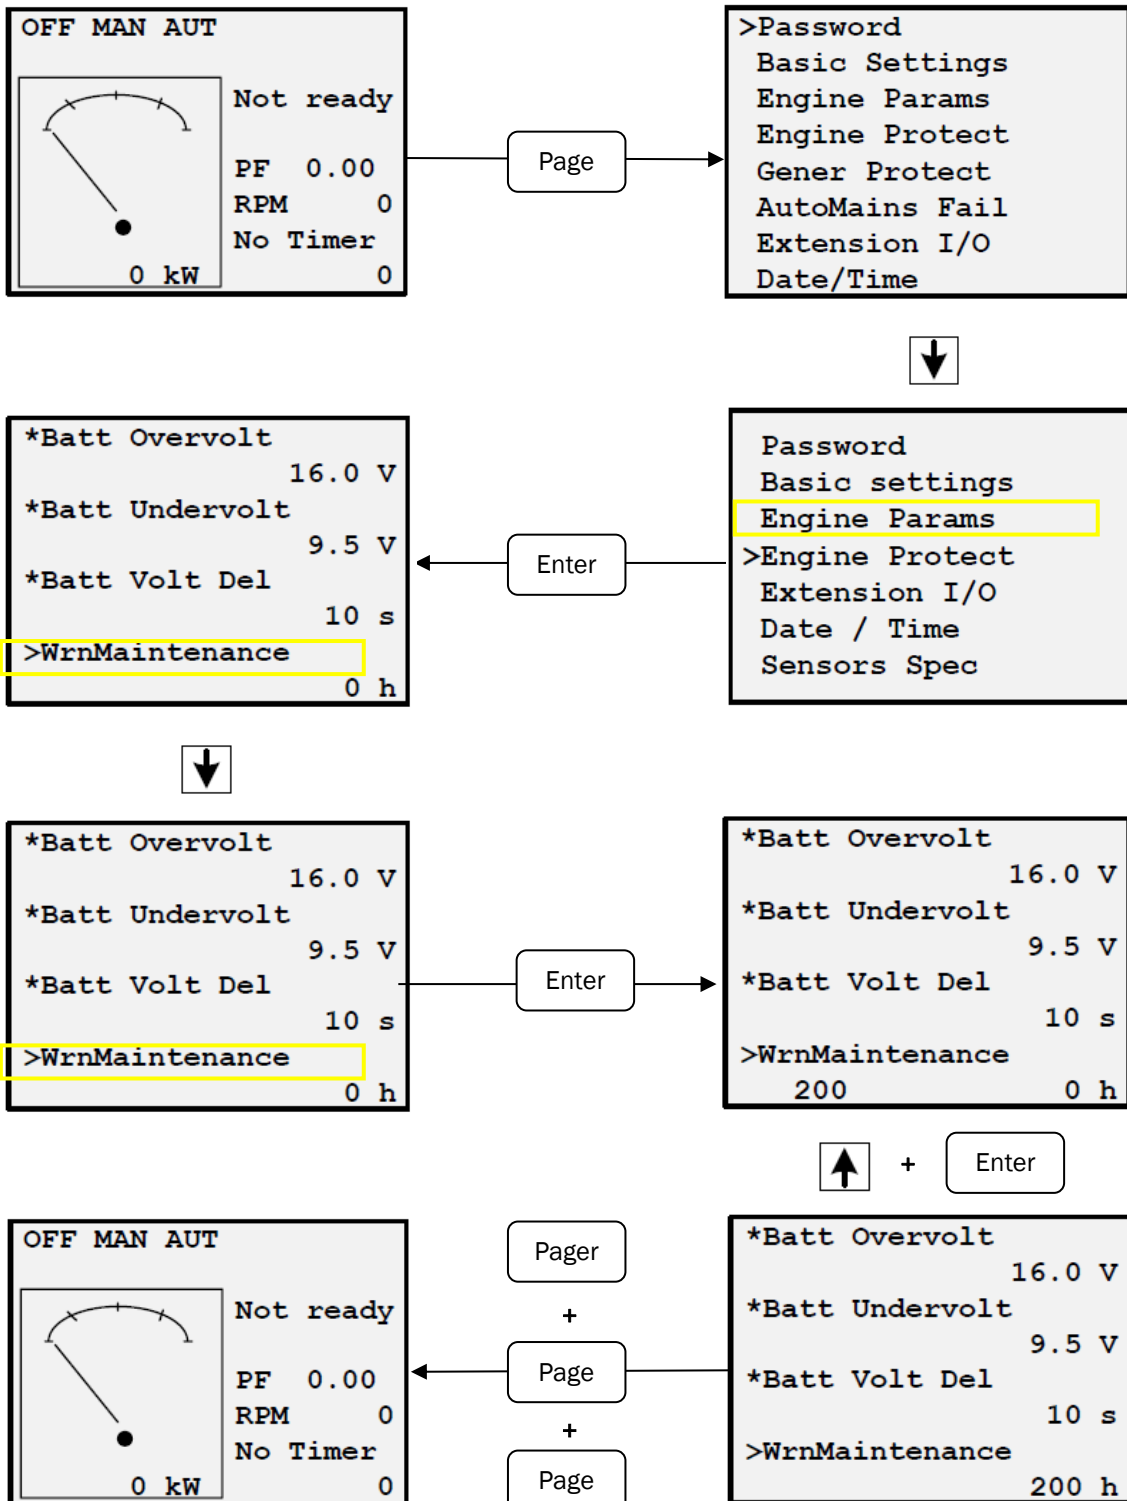 OFF MAN AUT
Not ready
PF 0.00
RPM 0
No Timer
0 kW 0
Page
>Password
Basic Settings
Engine Params
Engine Protect
Gener Protect
AutoMains Fail
Extension I/O
Date/Time
Password
Basic settings
Engine Params
>Engine Protect
Extension I/O
Date / Time
Sensors Spec
Enter
*Batt Overvolt
16.0 V
*Batt Undervolt
9.5 V
*Batt Volt Del
10 s
>WrnMaintenance
0 h
*Batt Overvolt
16.0 V
*Batt Undervolt
9.5 V
*Batt Volt Del
10 s
>WrnMaintenance
0 h
Enter
*Batt Overvolt
16.0 V
*Batt Undervolt
9.5 V
*Batt Volt Del
10 s
>WrnMaintenance
200 0 h
+ Enter
*Batt Overvolt
16.0 V
*Batt Undervolt
9.5 V
*Batt Volt Del
10 s
>WrnMaintenance
200 h
Pager
+
Page
+
Page
OFF MAN AUT
Not ready
PF 0.00
RPM 0
No Timer
0 kW 0